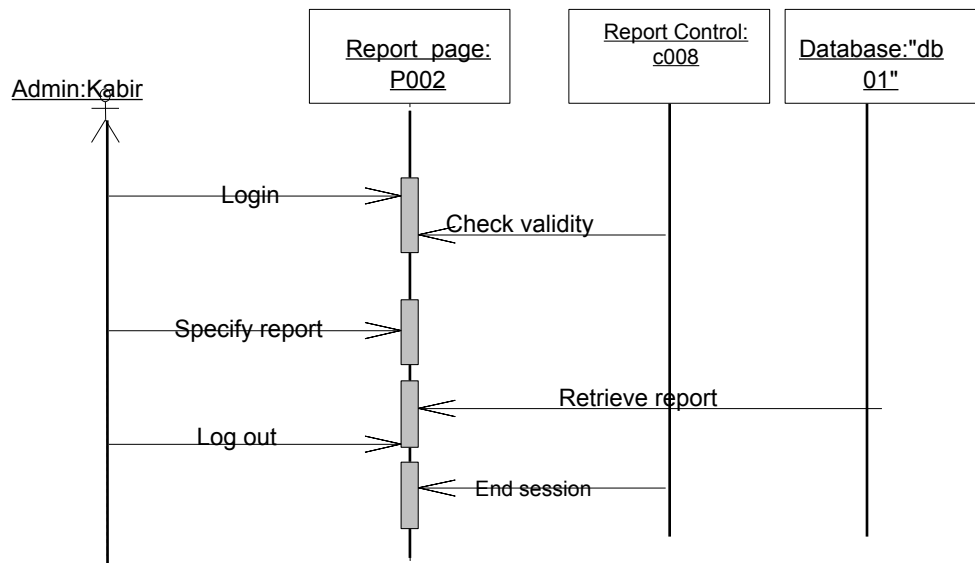 Admin:Kabir
Report page:
P002
Report Control:
c008
Database:"db
01"
Login
Check validity
Specify report
Retrieve report
Log out
End session